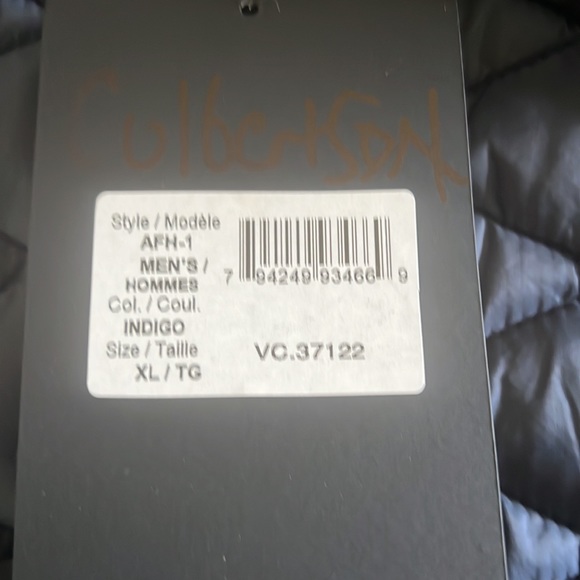 Culbertson
Style / Modèle
AFH-1
MEN'S /
HOMMES
Col. / Coul.
INDIGO
Size / Taille
XL / TG
7 94249 93466 9
VC.37122